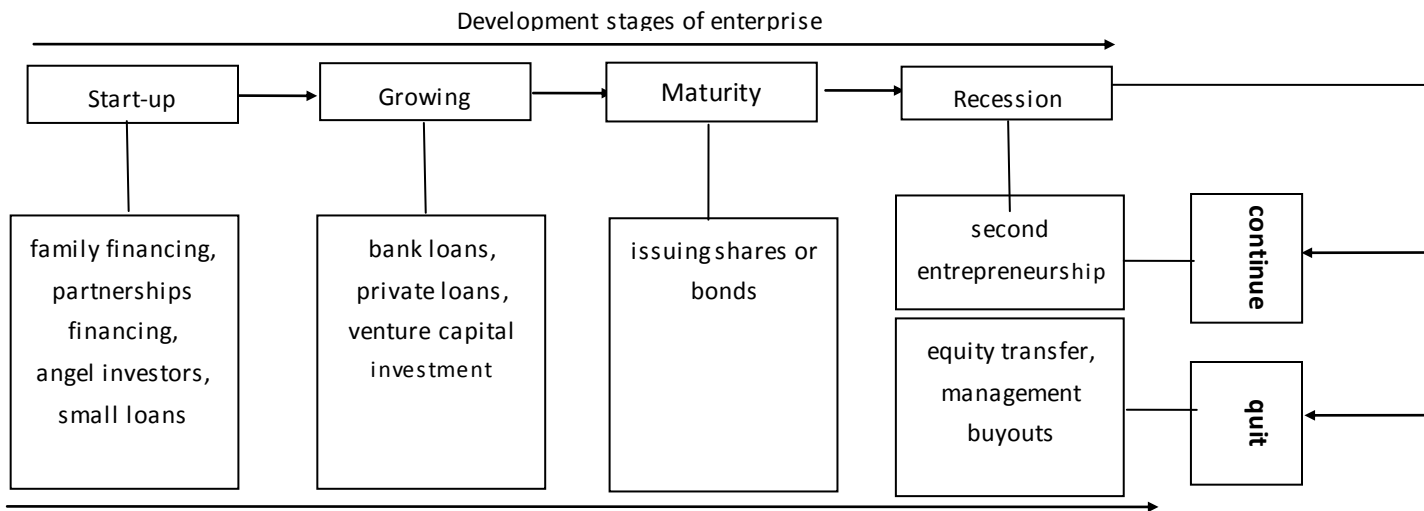 Development stages of enterprise
Start-up
Growing
Maturity
Recession
family financing,
partnerships
financing,
angel investors,
small loans
bank loans,
private loans,
venture capital
investment
issuing shares or
bonds
second
entrepreneurship
continue
equity transfer,
management
buyouts
quit